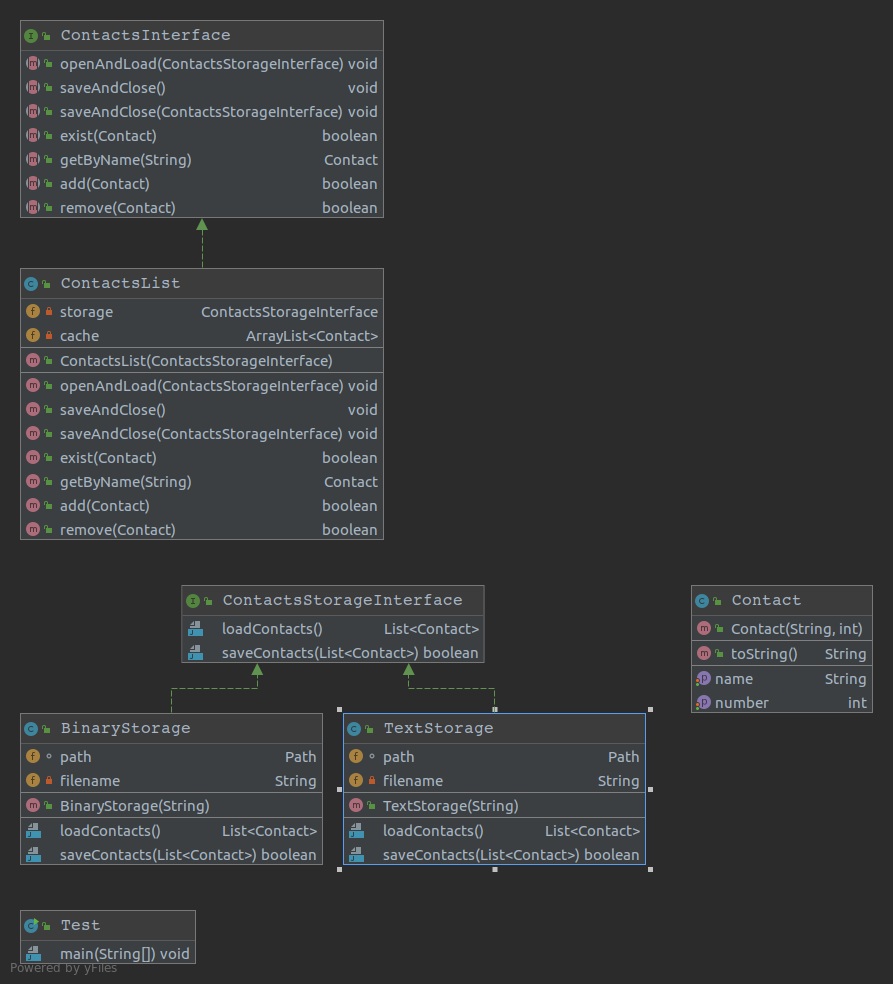 ContactsInterface
openAndLoad(ContactsStorageInterface) void
saveAndClose() void
saveAndClose(ContactsStorageInterface) void
exist(Contact) boolean
getByName(String) Contact
add(Contact) boolean
remove(Contact) boolean
ContactsList
storage ContactsStorageInterface
cache ArrayList<Contact>
ContactsList(ContactsStorageInterface)
openAndLoad(ContactsStorageInterface) void
saveAndClose() void
saveAndClose(ContactsStorageInterface) void
exist(Contact) boolean
getByName(String) Contact
add(Contact) boolean
remove(Contact) boolean
ContactsStorageInterface
loadContacts() List<Contact>
saveContacts(List<Contact>) boolean
Contact
Contact(String, int)
toString() String
name String
number int
BinaryStorage
path Path
filename String
BinaryStorage(String)
loadContacts() List<Contact>
saveContacts(List<Contact>) boolean
TextStorage
path Path
filename String
TextStorage(String)
loadContacts() List<Contact>
saveContacts(List<Contact>) boolean
Test
main(String[]) void
Powered by yFiles